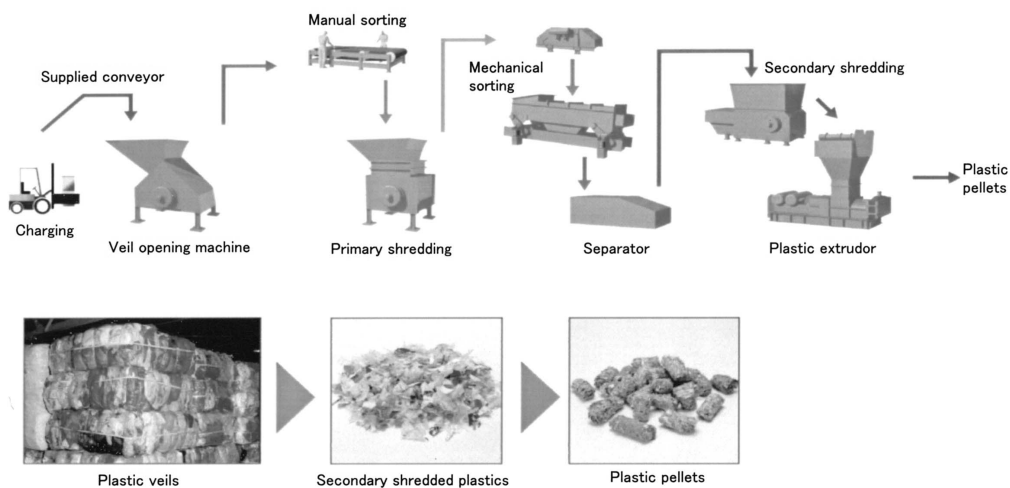 Manual sorting
Supplied conveyor
Mechanical
sorting
Secondary shredding
Charging
Veil opening machine
Primary shredding
Separator
Plastic extrudor
Plastic
pellets
Plastic veils
Secondary shredded plastics
Plastic pellets